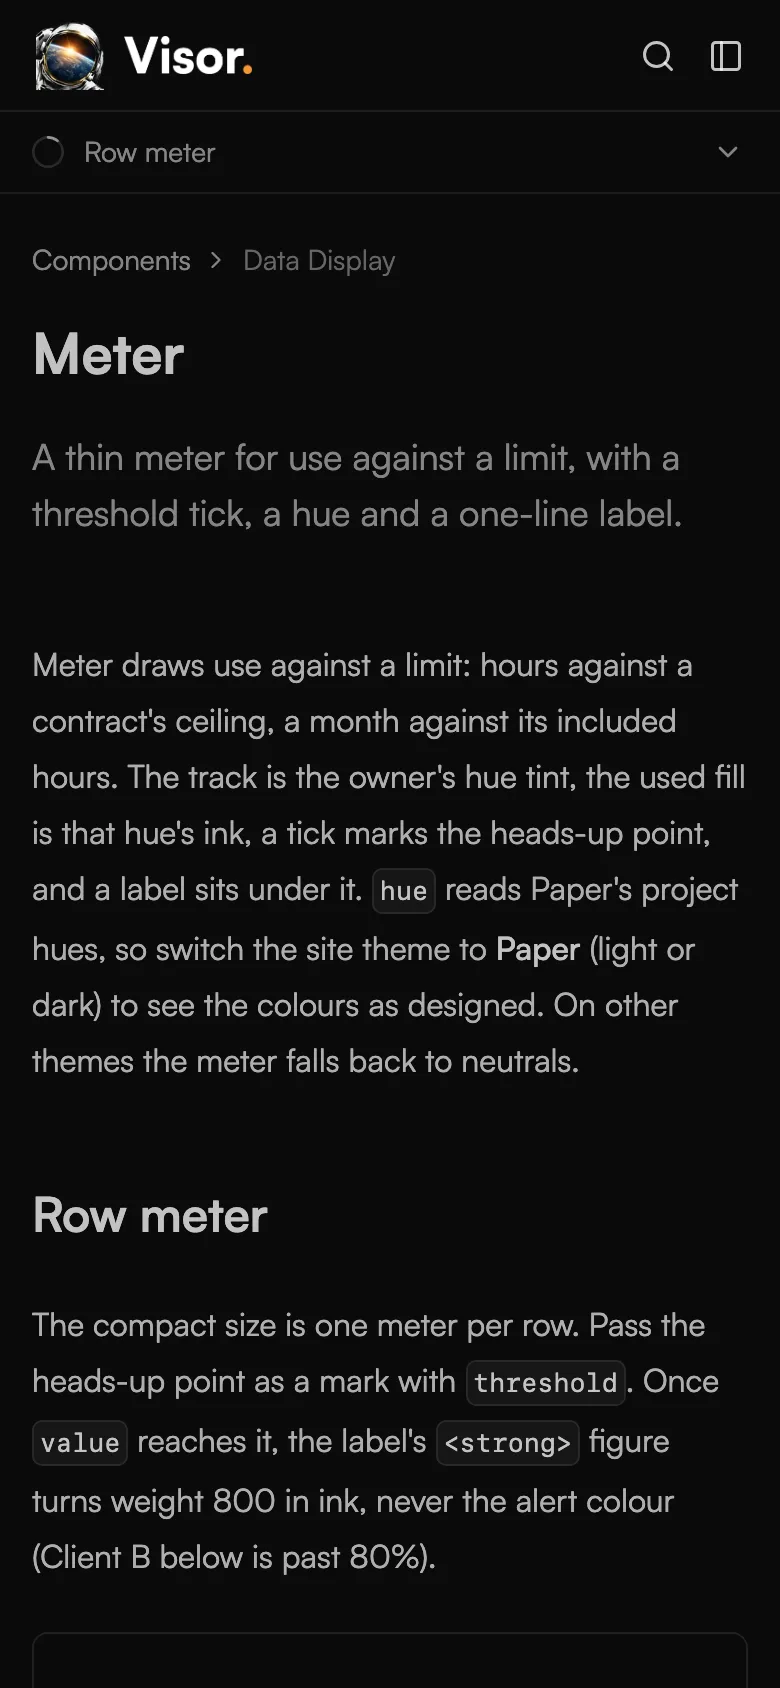 Visor.
Row meter
Components > Data Display
Meter
A thin meter for use against a limit, with a
threshold tick, a hue and a one-line label.
Meter draws use against a limit: hours against a
contract's ceiling, a month against its included
hours. The track is the owner's hue tint, the used fill
is that hue's ink, a tick marks the heads-up point,
and a label sits under it. hue reads Paper's project
hues, so switch the site theme to Paper (light or
dark) to see the colours as designed. On other
themes the meter falls back to neutrals.
Row meter
The compact size is one meter per row. Pass the
heads-up point as a mark with threshold. Once
value reaches it, the label's <strong> figure
turns weight 800 in ink, never the alert colour
(Client B below is past 80%).